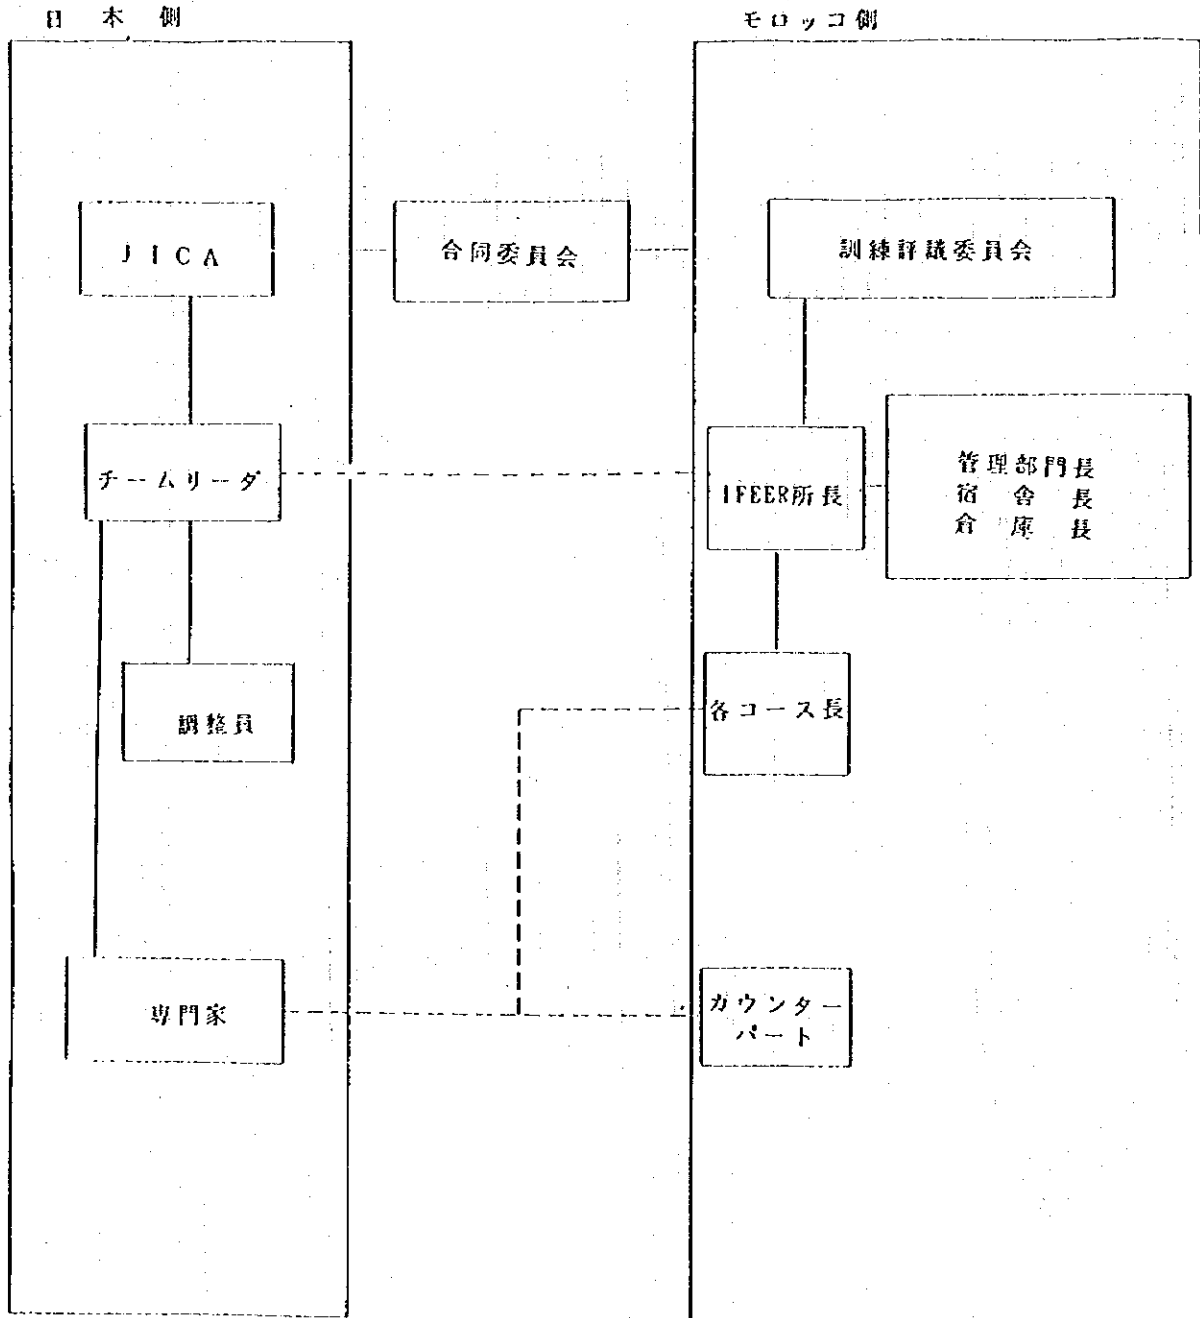 日本側
モロッコ側
JICA
合同委員会
訓練評議委員会
チームリーダ
IFEER所長
管理部門長
宿舎長
倉庫長
調整員
各コース長
専門家
カウンター
パート